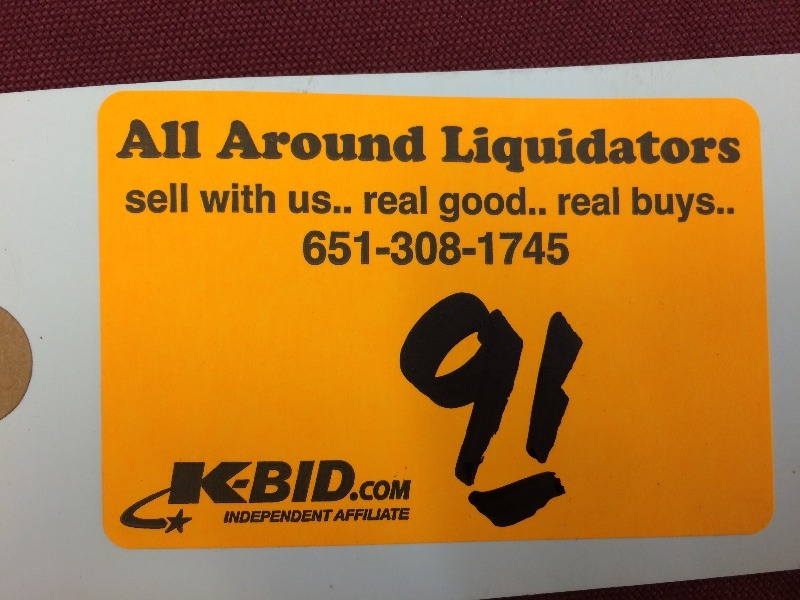 All Around Liquidators
sell with us.. real good.. real buys..
651-308-1745
91
K-BID.COM
INDEPENDENT AFFILIATE